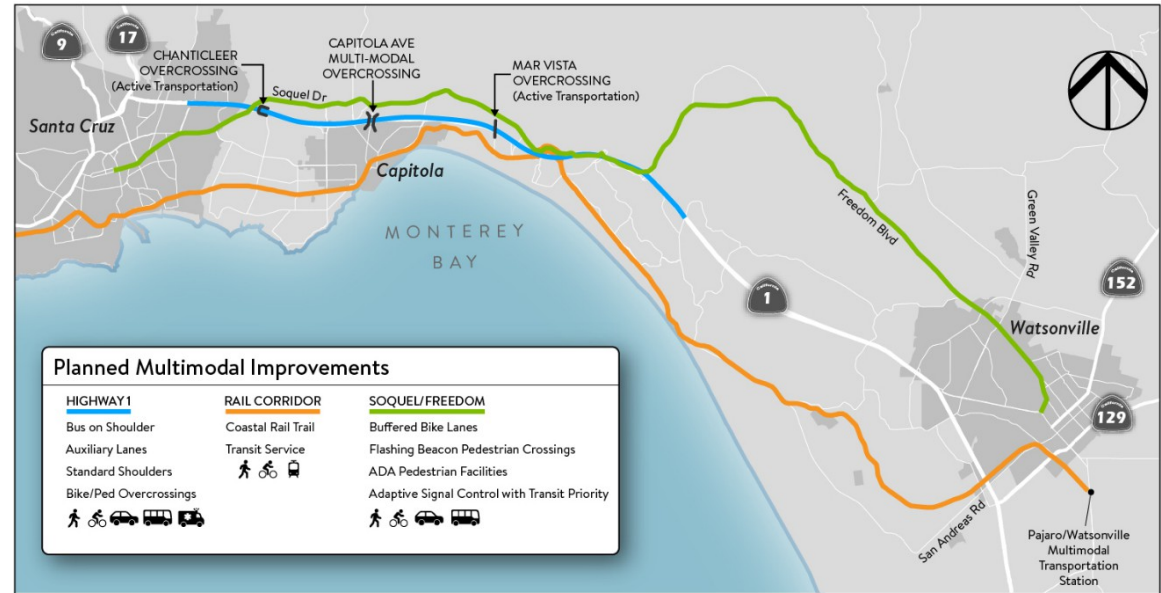 9
17
CHANTICLEER
OVERCROSSING
(Active Transportation)
CAPITOLA AVE
MULTI-MODAL
OVERCROSSING
MAR VISTA
OVERCROSSING
(Active Transportation)
Soquel Dr
Santa Cruz
Capitola
MONTEREY
BAY
Freedom Blvd
Green Valley Rd
1
152
Watsonville
129
San Andreas Rd
Pajaro/Watsonville
Multimodal
Transportation
Station
Planned Multimodal Improvements
HIGHWAY 1
Bus on Shoulder
Auxiliary Lanes
Standard Shoulders
Bike/Ped Overcrossings
RAIL CORRIDOR
Coastal Rail Trail
Transit Service
SOQUEL/FREEDOM
Buffered Bike Lanes
Flashing Beacon Pedestrian Crossings
ADA Pedestrian Facilities
Adaptive Signal Control with Transit Priority